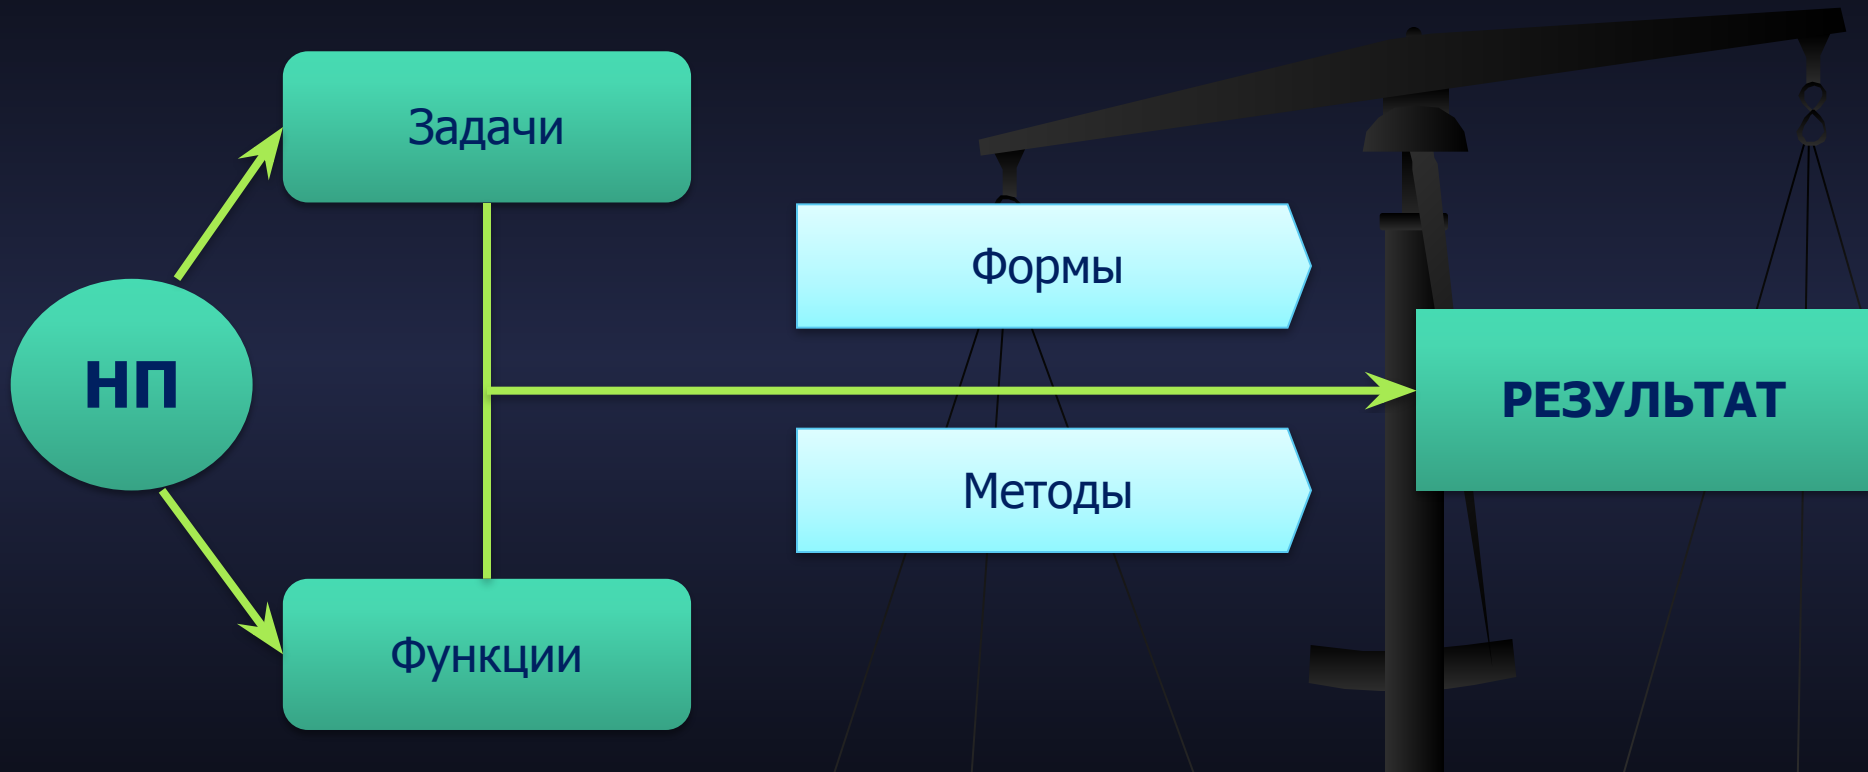 Задачи
Формы
НП
РЕЗУЛЬТАТ
Методы
Функции